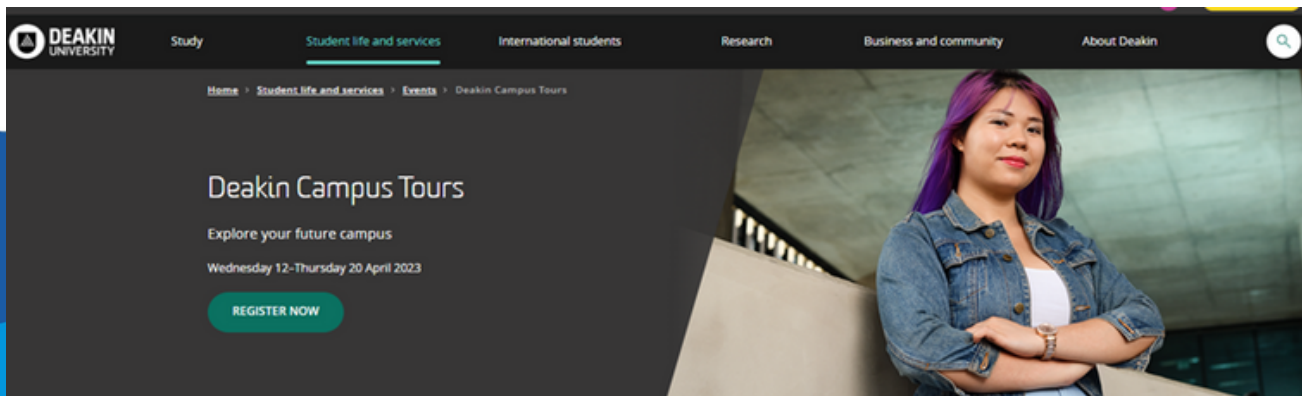 DEAKIN
UNIVERSITY
Study
Student life and services
International students
Research
Business and community
About Deakin
Home > Student life and services > Events > Deakin Campus Tours
Deakin Campus Tours
Explore your future campus
Wednesday 12–Thursday 20 April 2023
REGISTER NOW